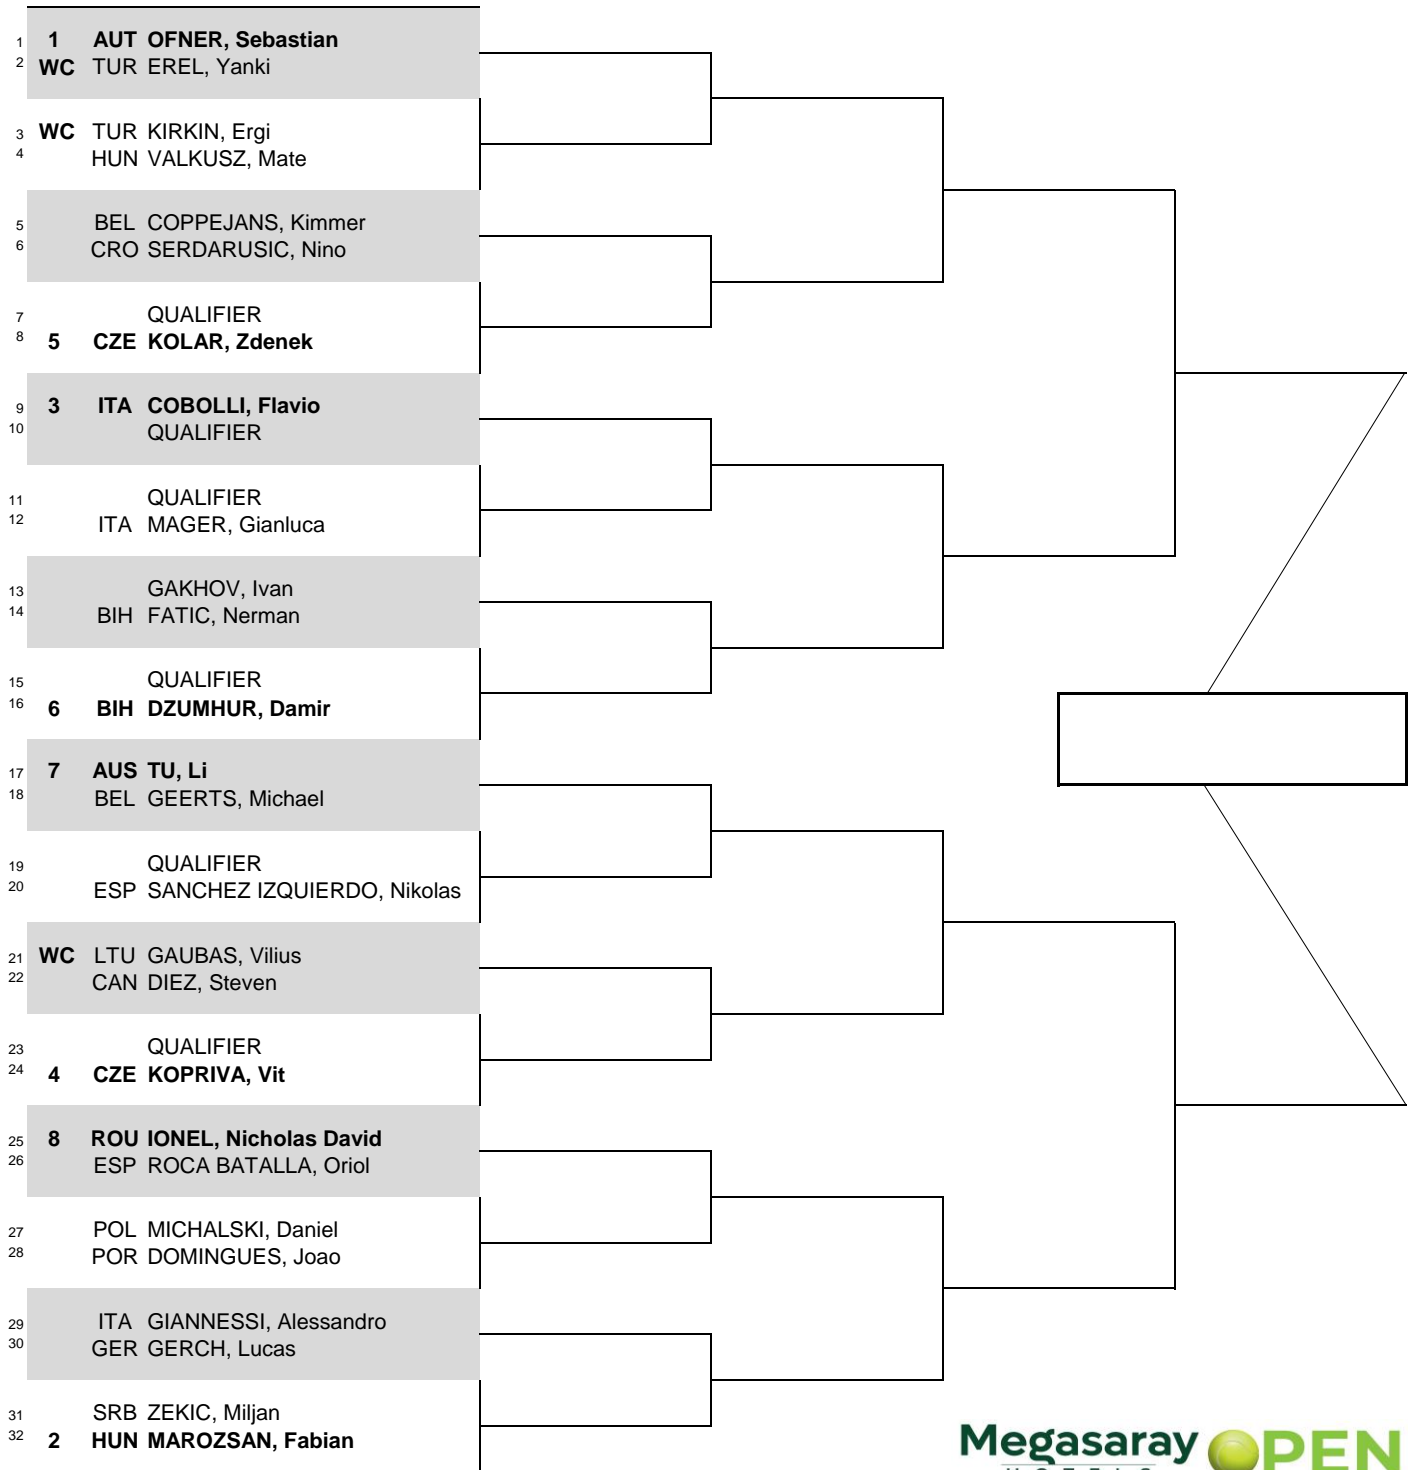 1 1 AUT OFNER, Sebastian
2 WC TUR EREL, Yanki
3 WC TUR KIRKIN, Ergi
4 HUN VALKUSZ, Mate
5 BEL COPPEJANS, Kimmer
6 CRO SERDARUSIC, Nino
7 QUALIFIER
8 5 CZE KOLAR, Zdenek
9 3 ITA COBOLLI, Flavio
10 QUALIFIER
11 QUALIFIER
12 ITA MAGER, Gianluca
13 GAKHOV, Ivan
14 BIH FATIC, Nerman
15 QUALIFIER
16 6 BIH DZUMHUR, Damir
17 7 AUS TU, Li
18 BEL GEERTS, Michael
19 QUALIFIER
20 ESP SANCHEZ IZQUIERDO, Nikolas
21 WC LTU GAUBAS, Vilius
22 CAN DIEZ, Steven
23 QUALIFIER
24 4 CZE KOPRIVA, Vit
25 8 ROU IONEL, Nicholas David
26 ESP ROCA BATALLA, Oriol
27 POL MICHALSKI, Daniel
28 POR DOMINGUES, Joao
29 ITA GIANNESSI, Alessandro
30 GER GERCH, Lucas
31 SRB ZEKIC, Miljan
32 2 HUN MAROZSAN, Fabian
Megasaray OPEN